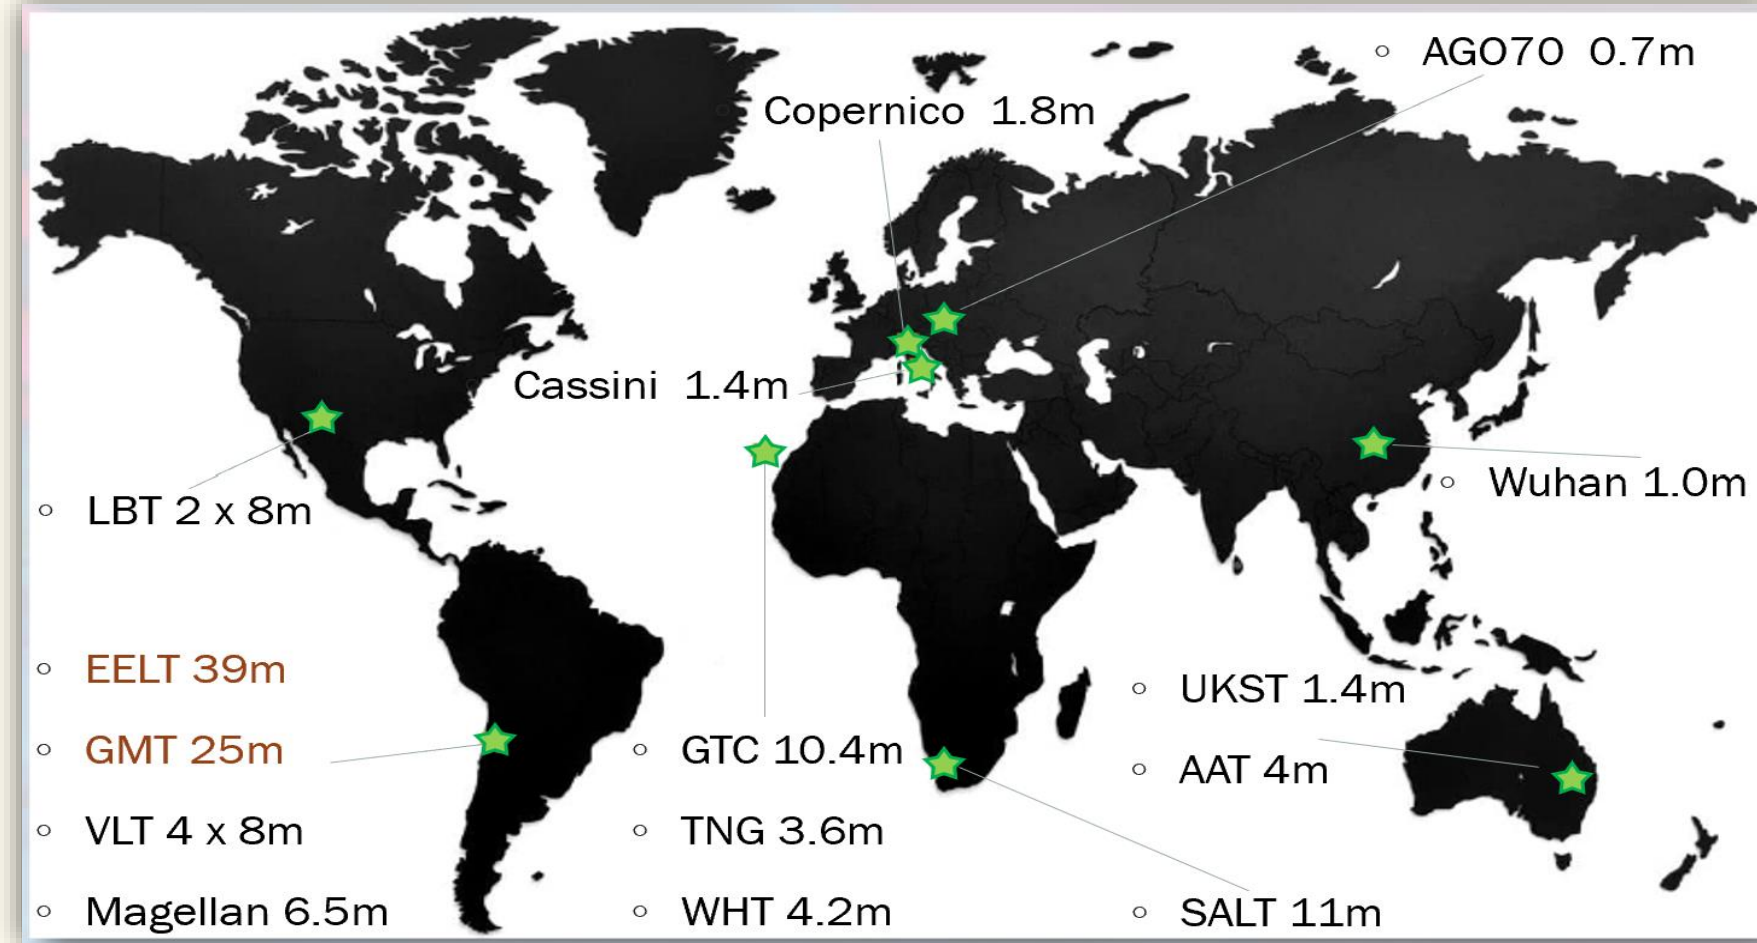 AGO70 0.7m
Copernico 1.8m
Cassini 1.4m
Wuhan 1.0m
LBT 2 x 8m
EELT 39m
GMT 25m
VLT 4 x 8m
Magellan 6.5m
GTC 10.4m
TNG 3.6m
WHT 4.2m
UKST 1.4m
AAT 4m
SALT 11m